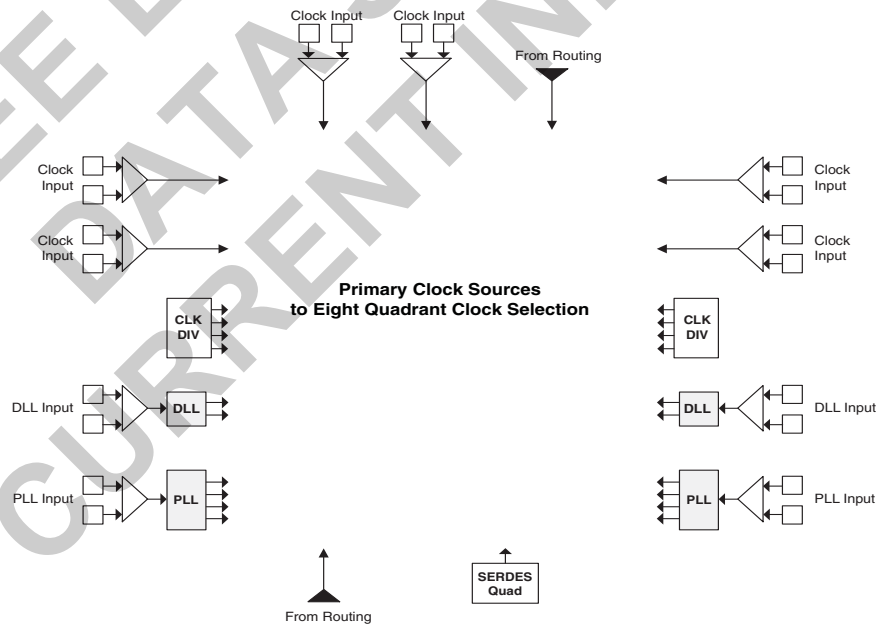 Clock Input
Clock Input
From Routing
Clock
Input
Clock
Input
Clock
Input
Clock
Input
Primary Clock Sources
to Eight Quadrant Clock Selection
CLK
DIV
CLK
DIV
DLL Input
DLL
DLL
DLL Input
PLL Input
PLL
PLL
PLL Input
From Routing
SERDES
Quad
DATA
CURRENT